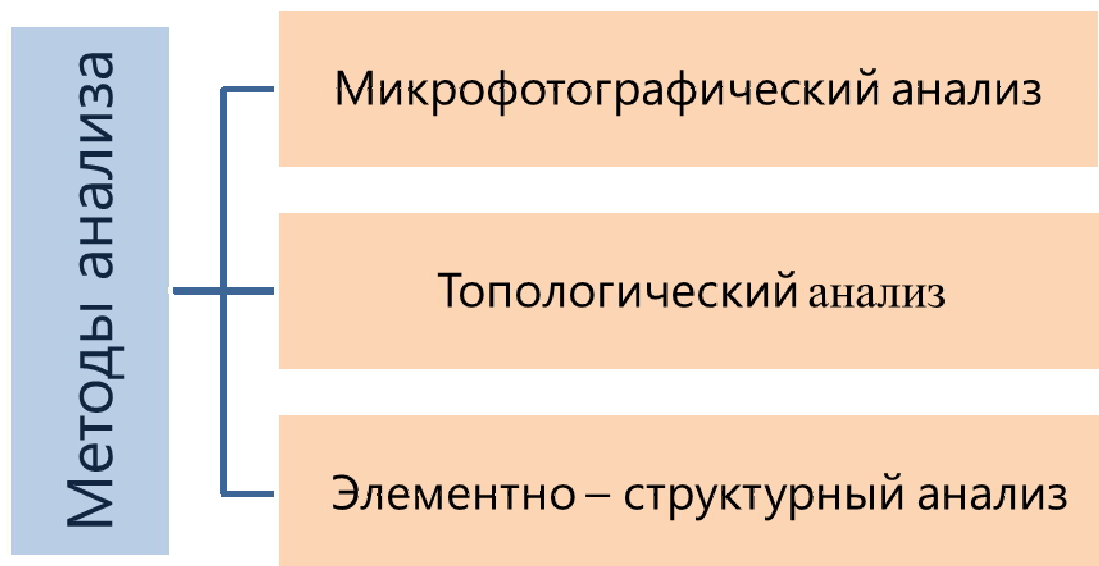 Методы анализа
Микрофотографический анализ
Топологический анализ
Элементно – структурный анализ